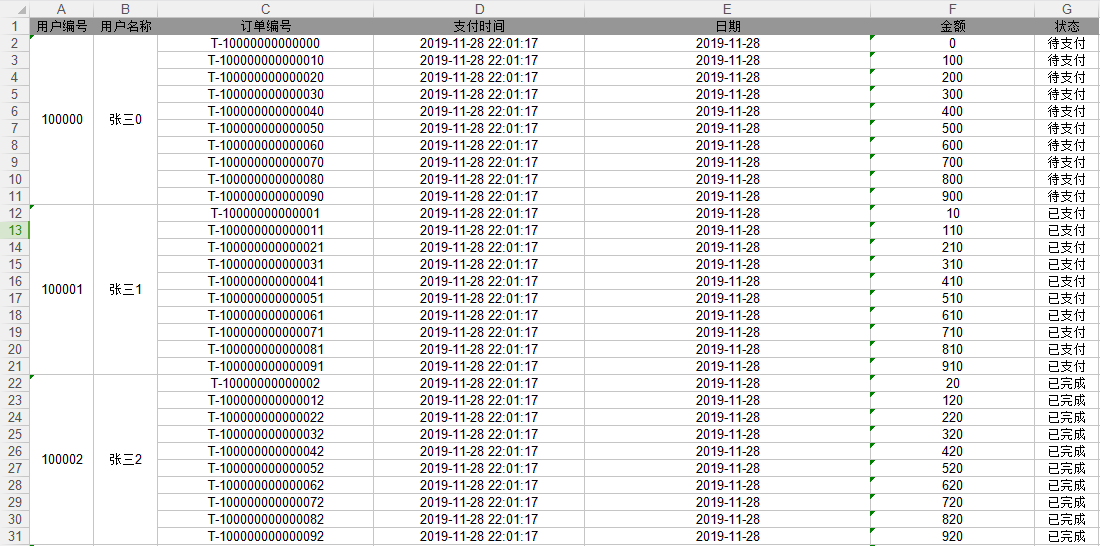 A B C D E F G
1 用户编号 用户名称 订单编号 支付时间 日期 金额 状态
2 T-10000000000000 2019-11-28 22:01:17 2019-11-28 0 待支付
3 T-100000000000010 2019-11-28 22:01:17 2019-11-28 100 待支付
4 T-100000000000020 2019-11-28 22:01:17 2019-11-28 200 待支付
5 T-100000000000030 2019-11-28 22:01:17 2019-11-28 300 待支付
6 T-100000000000040 2019-11-28 22:01:17 2019-11-28 400 待支付
7 100000 张三0 T-100000000000050 2019-11-28 22:01:17 2019-11-28 500 待支付
8 T-100000000000060 2019-11-28 22:01:17 2019-11-28 600 待支付
9 T-100000000000070 2019-11-28 22:01:17 2019-11-28 700 待支付
10 T-100000000000080 2019-11-28 22:01:17 2019-11-28 800 待支付
11 T-100000000000090 2019-11-28 22:01:17 2019-11-28 900 待支付
12 T-10000000000001 2019-11-28 22:01:17 2019-11-28 10 已支付
13 T-100000000000011 2019-11-28 22:01:17 2019-11-28 110 已支付
14 T-100000000000021 2019-11-28 22:01:17 2019-11-28 210 已支付
15 T-100000000000031 2019-11-28 22:01:17 2019-11-28 310 已支付
16 T-100000000000041 2019-11-28 22:01:17 2019-11-28 410 已支付
17 100001 张三1 T-100000000000051 2019-11-28 22:01:17 2019-11-28 510 已支付
18 T-100000000000061 2019-11-28 22:01:17 2019-11-28 610 已支付
19 T-100000000000071 2019-11-28 22:01:17 2019-11-28 710 已支付
20 T-100000000000081 2019-11-28 22:01:17 2019-11-28 810 已支付
21 T-100000000000091 2019-11-28 22:01:17 2019-11-28 910 已支付
22 T-10000000000002 2019-11-28 22:01:17 2019-11-28 20 已完成
23 T-100000000000012 2019-11-28 22:01:17 2019-11-28 120 已完成
24 T-100000000000022 2019-11-28 22:01:17 2019-11-28 220 已完成
25 T-100000000000032 2019-11-28 22:01:17 2019-11-28 320 已完成
26 T-100000000000042 2019-11-28 22:01:17 2019-11-28 420 已完成
27 100002 张三2 T-100000000000052 2019-11-28 22:01:17 2019-11-28 520 已完成
28 T-100000000000062 2019-11-28 22:01:17 2019-11-28 620 已完成
29 T-100000000000072 2019-11-28 22:01:17 2019-11-28 720 已完成
30 T-100000000000082 2019-11-28 22:01:17 2019-11-28 820 已完成
31 T-100000000000092 2019-11-28 22:01:17 2019-11-28 920 已完成